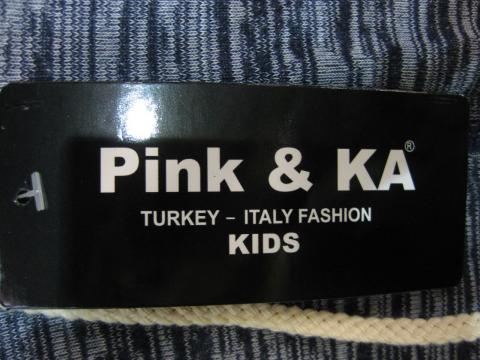 Pink & KA®
TURKEY – ITALY FASHION
KIDS